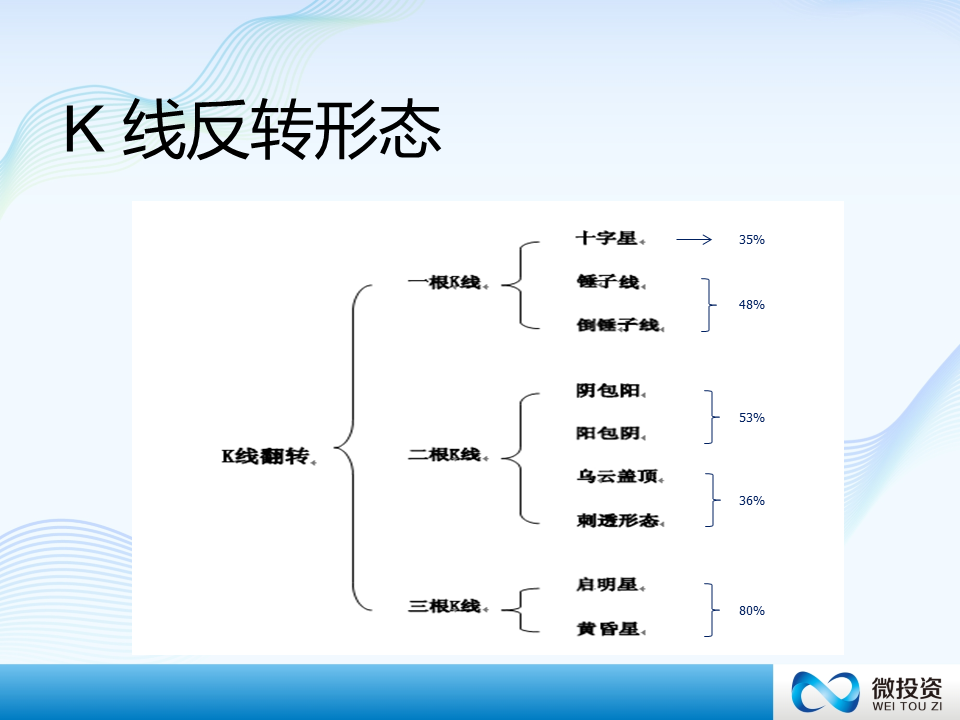 K 线反转形态
十字星
35%
一根K线
锤子线
48%
倒锤子线
阴包阳
53%
阳包阴
K线翻转
二根K线
乌云盖顶
36%
刺透形态
启明星
三根K线
80%
黄昏星
微投资
WEI TOU ZI